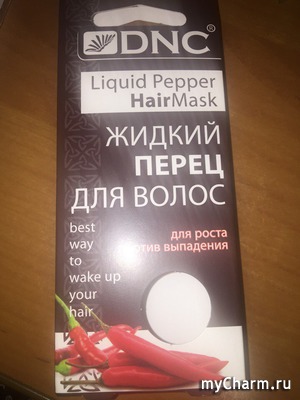 DNC®
Liquid Pepper
HairMask
ЖИДКИЙ
ПЕРЕЦ
ДЛЯ ВОЛОС
для роста
против выпадения
best
way
to
wake up
your
hair
myCharm.ru